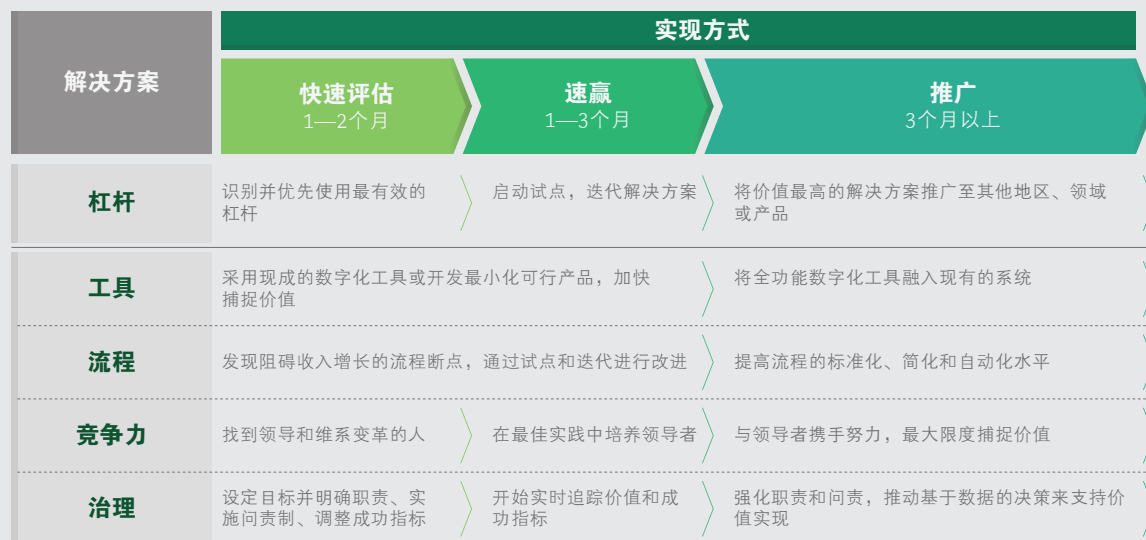 解决方案
实现方式
快速评估
1—2个月
速赢
1—3个月
推广
3个月以上
杠杆
识别并优先使用最有效的
杠杆
启动试点，迭代解决方案
将价值最高的解决方案推广至其他地区、领域
或产品
工具
采用现成的数字化工具或开发最小化可行产品，加快
捕捉价值
将全功能数字化工具融入现有的系统
流程
发现阻碍收入增长的流程断点，通过试点和迭代进行改进
提高流程的标准化、简化和自动化水平
竞争力
找到领导和维系变革的人
在最佳实践中培养领导者
与领导者携手努力，最大限度捕捉价值
治理
设定目标并明确职责、实
施问责制、调整成功指标
开始实时追踪价值和成
功指标
强化职责和问责，推动基于数据的决策来支持价
值实现